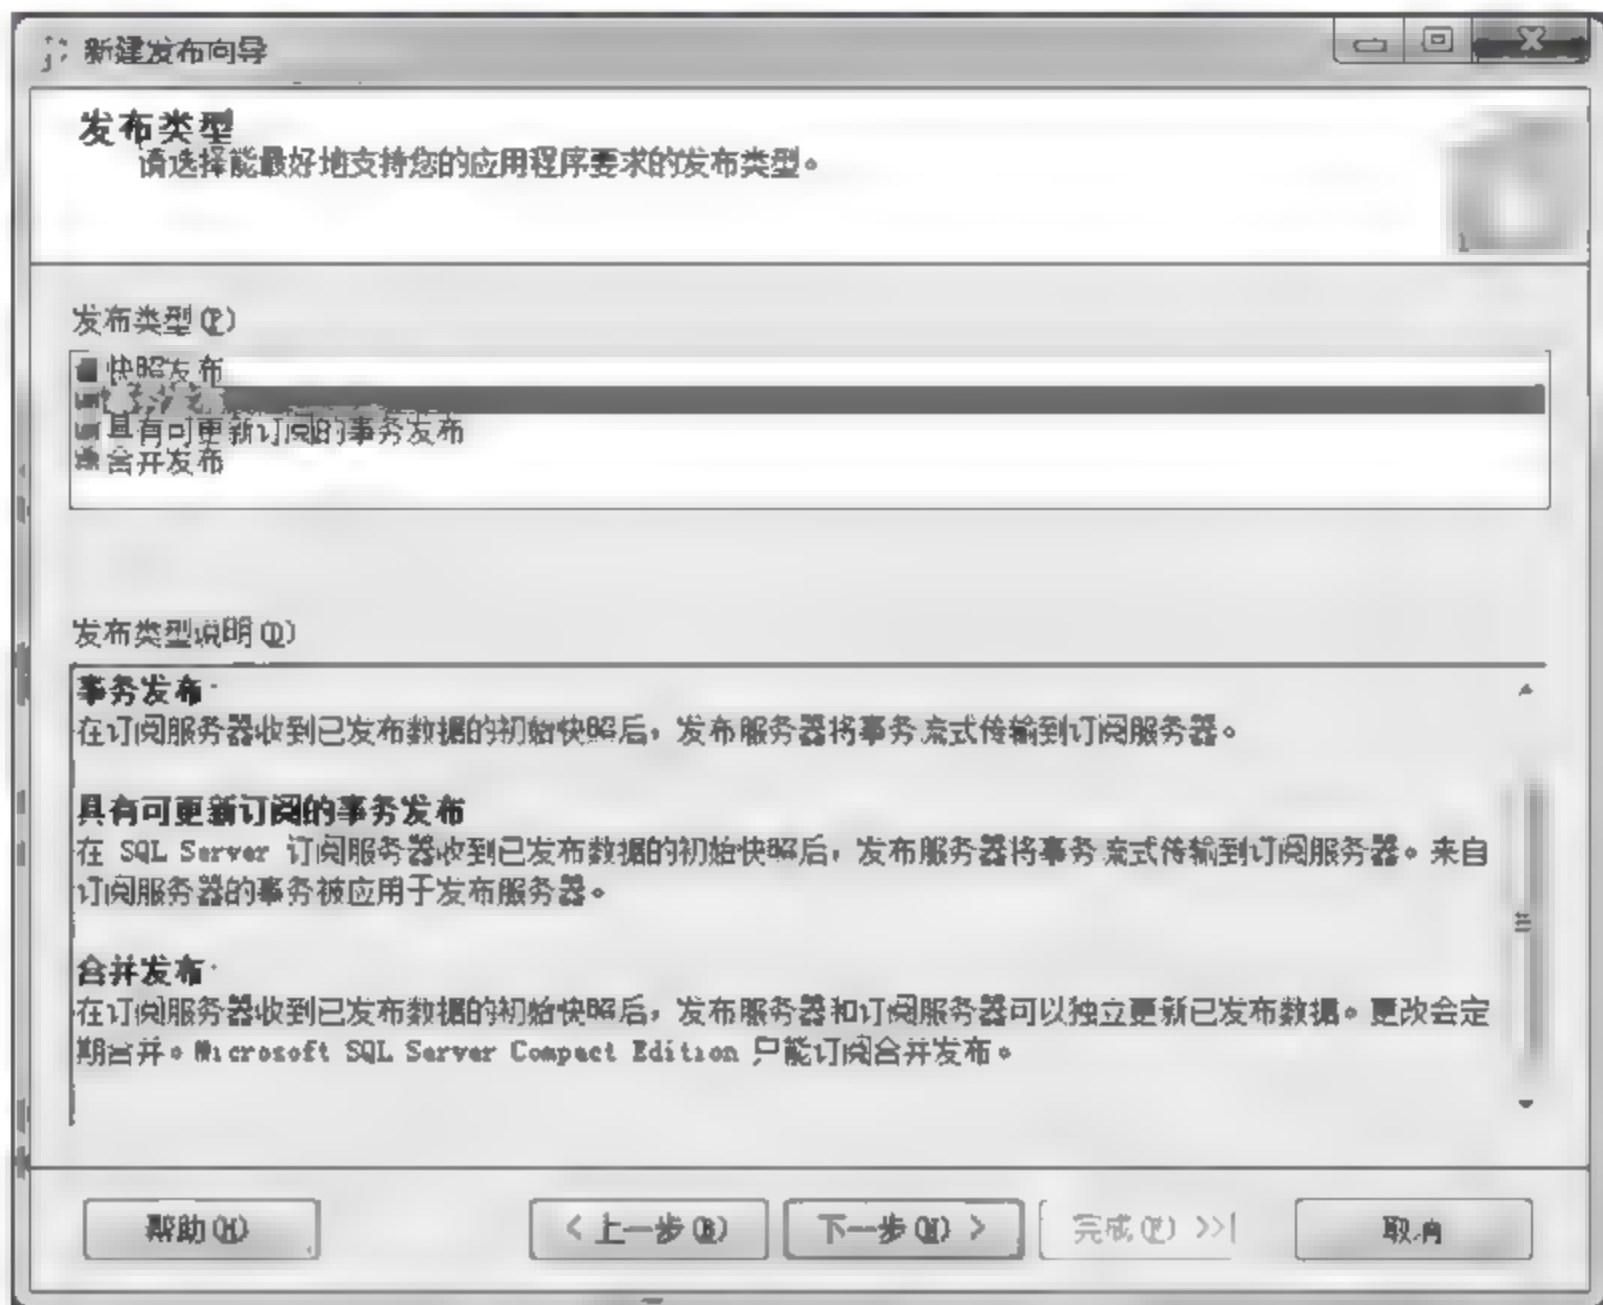 新建发布向导
发布类型
请选择能最好地支持您的应用程序要求的发布类型。
发布类型(P)
快照发布
具有可更新订阅的事务发布
合并发布
发布类型说明(D)
事务发布:
在订阅服务器收到已发布数据的初始快照后，发布服务器将事务流式传输到订阅服务器。
具有可更新订阅的事务发布
在 SQL Server 订阅服务器收到已发布数据的初始快照后，发布服务器将事务流式传输到订阅服务器。来自
订阅服务器的事务被应用于发布服务器。
合并发布:
在订阅服务器收到已发布数据的初始快照后，发布服务器和订阅服务器可以独立更新已发布数据。更改会定
期合并。Microsoft SQL Server Compact Edition 只能订阅合并发布。
帮助(H)
< 上一步(B)
下一步(N) >
完成(F) >>|
取消